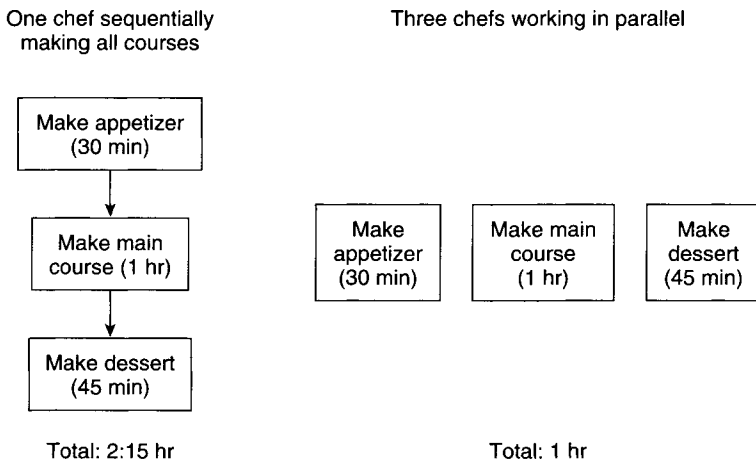 One chef sequentially
making all courses
Make appetizer
(30 min)
Make main
course (1 hr)
Make dessert
(45 min)
Total: 2:15 hr
Three chefs working in parallel
Make
appetizer
(30 min)
Make main
course
(1 hr)
Make
dessert
(45 min)
Total: 1 hr